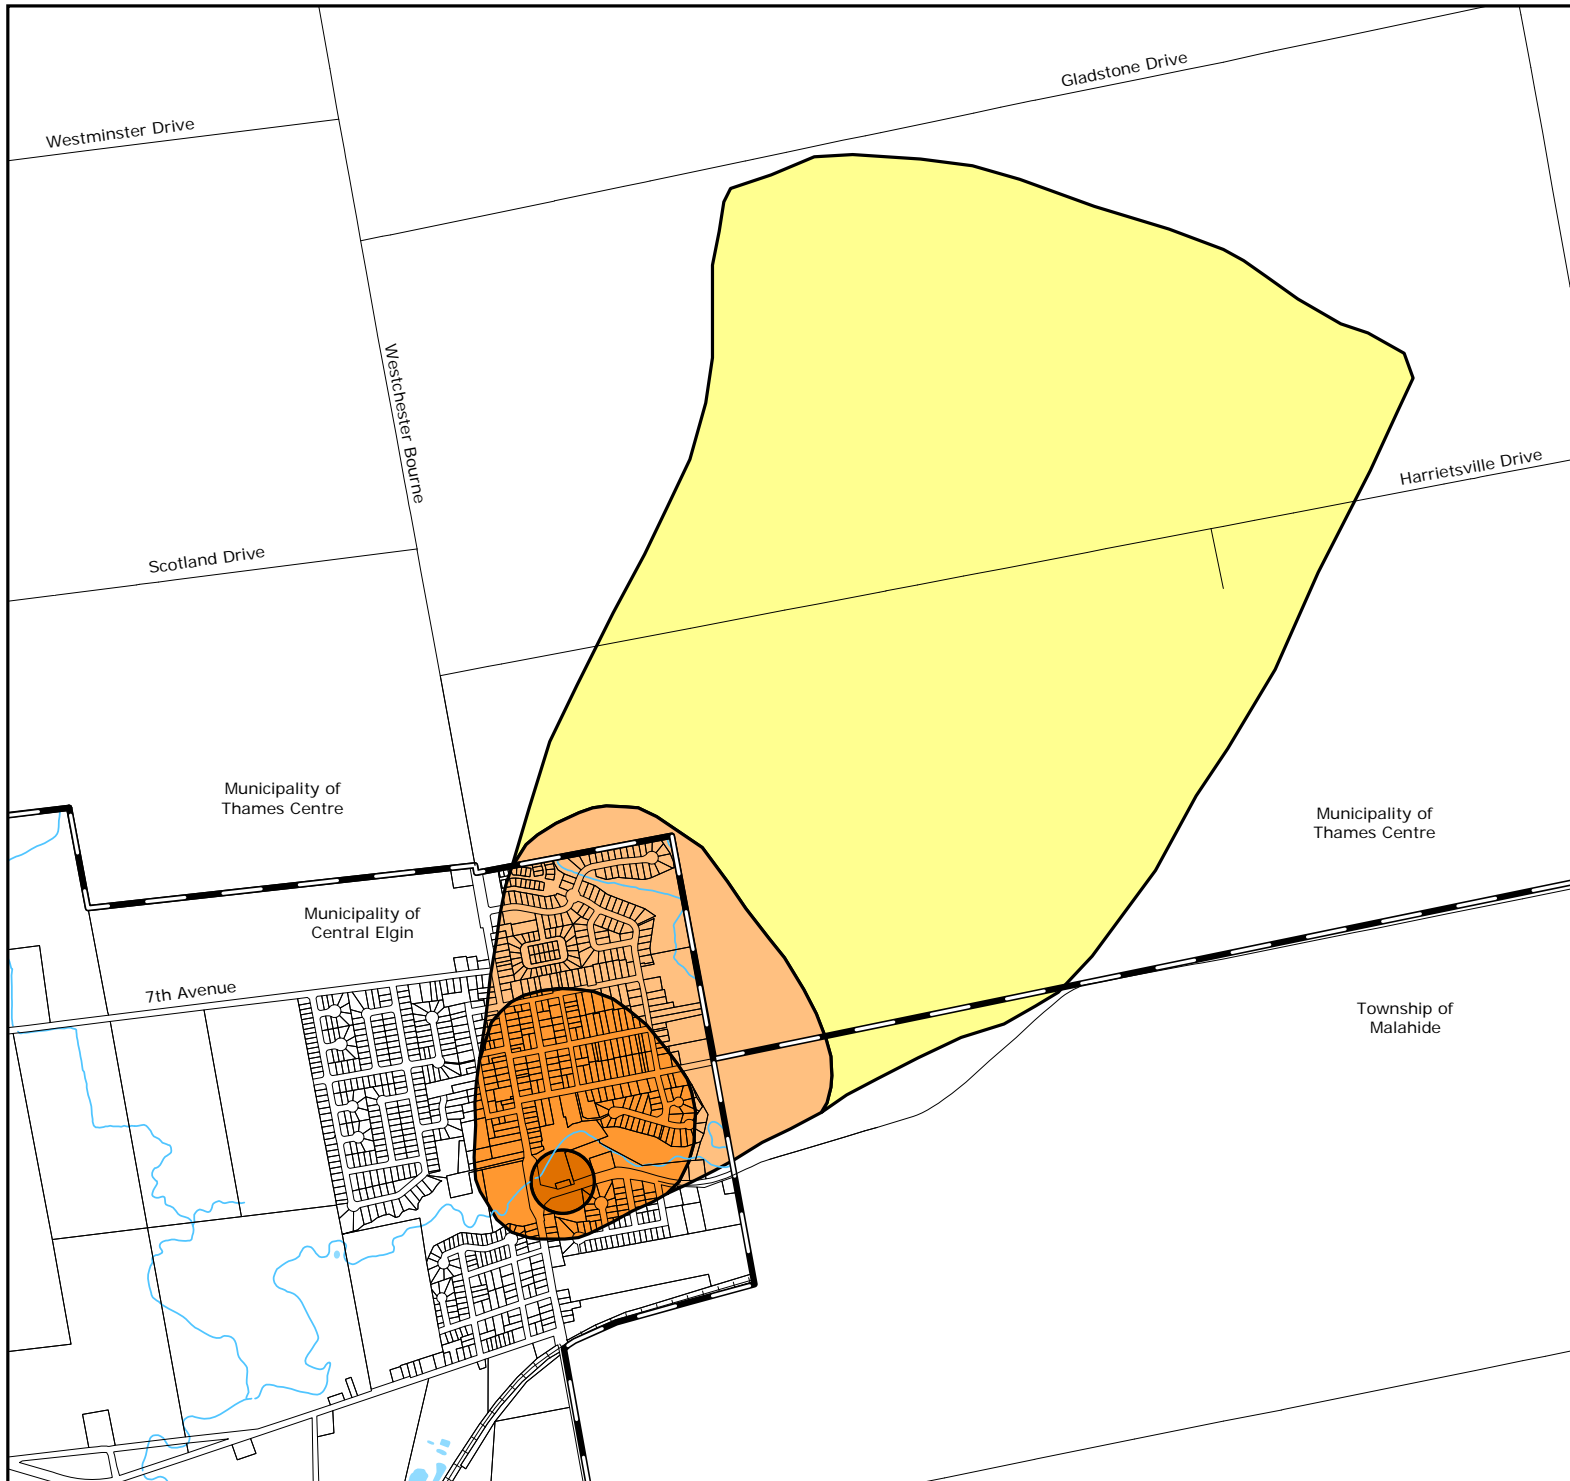 Gladstone Drive
Westminster Drive
Westchester Bourne
Harrietsville Drive
Scotland Drive
Municipality of
Thames Centre
Municipality of
Thames Centre
Municipality of
Central Elgin
7th Avenue
Township of
Malahide